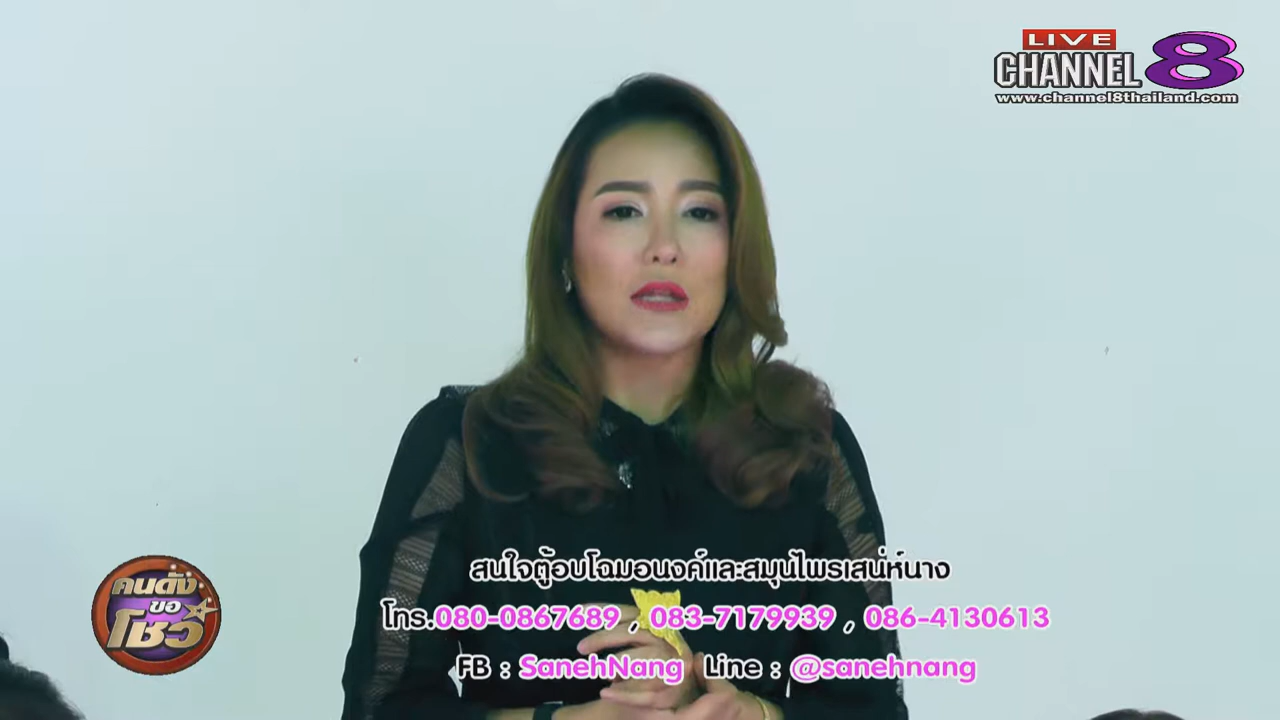 LIVE
CHANNEL 8
www.channel8thailand.com
สนใจตู้อบโฉมอนงค์และสมุนไพรเสน่ห์นาง
โทร.080-0867689 , 083-7179939 , 086-4130613
FB : SanehNang Line : @sanehnang
คนดัง
ขอ
โชว์